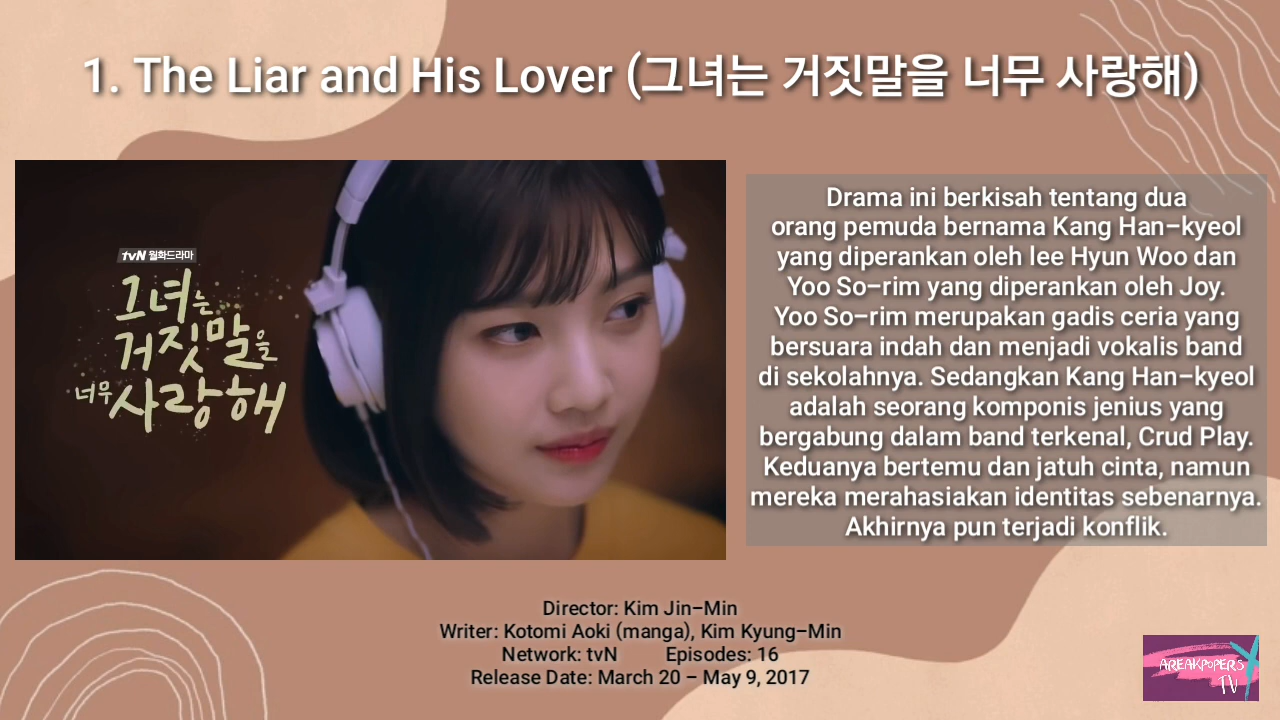 1. The Liar and His Lover (그녀는 거짓말을 너무 사랑해)
tvN 월화드라마
그녀는
거짓말을
너무 사랑해
Drama ini berkisah tentang dua
orang pemuda bernama Kang Han-kyeol
yang diperankan oleh lee Hyun Woo dan
Yoo So-rim yang diperankan oleh Joy.
Yoo So-rim merupakan gadis ceria yang
bersuara indah dan menjadi vokalis band
di sekolahnya. Sedangkan Kang Han-kyeol
adalah seorang komponis jenius yang
bergabung dalam band terkenal, Crud Play.
Keduanya bertemu dan jatuh cinta, namun
mereka merahasiakan identitas sebenarnya.
Akhirnya pun terjadi konflik.
Director: Kim Jin-Min
Writer: Kotomi Aoki (manga), Kim Kyung-Min
Network: tvN Episodes: 16
Release Date: March 20 - May 9, 2017
AREAKPOPERS
TV